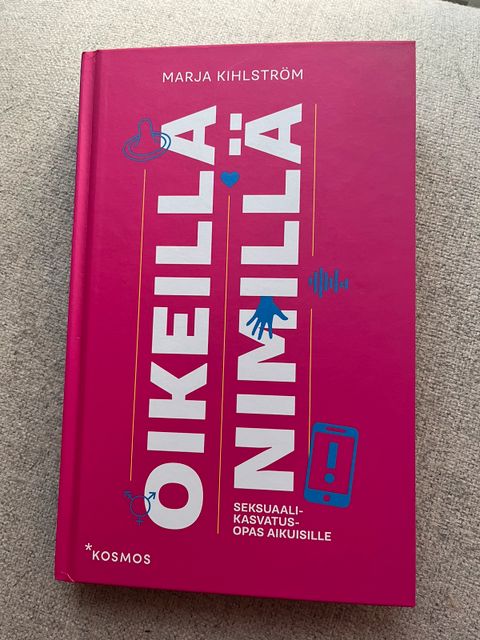 MARJA KIHLSTRÖM
OIKEILLA
NIMILLÄ
SEKSUAALI-
KASVATUS-
OPAS AIKUISILLE
*KOSMOS